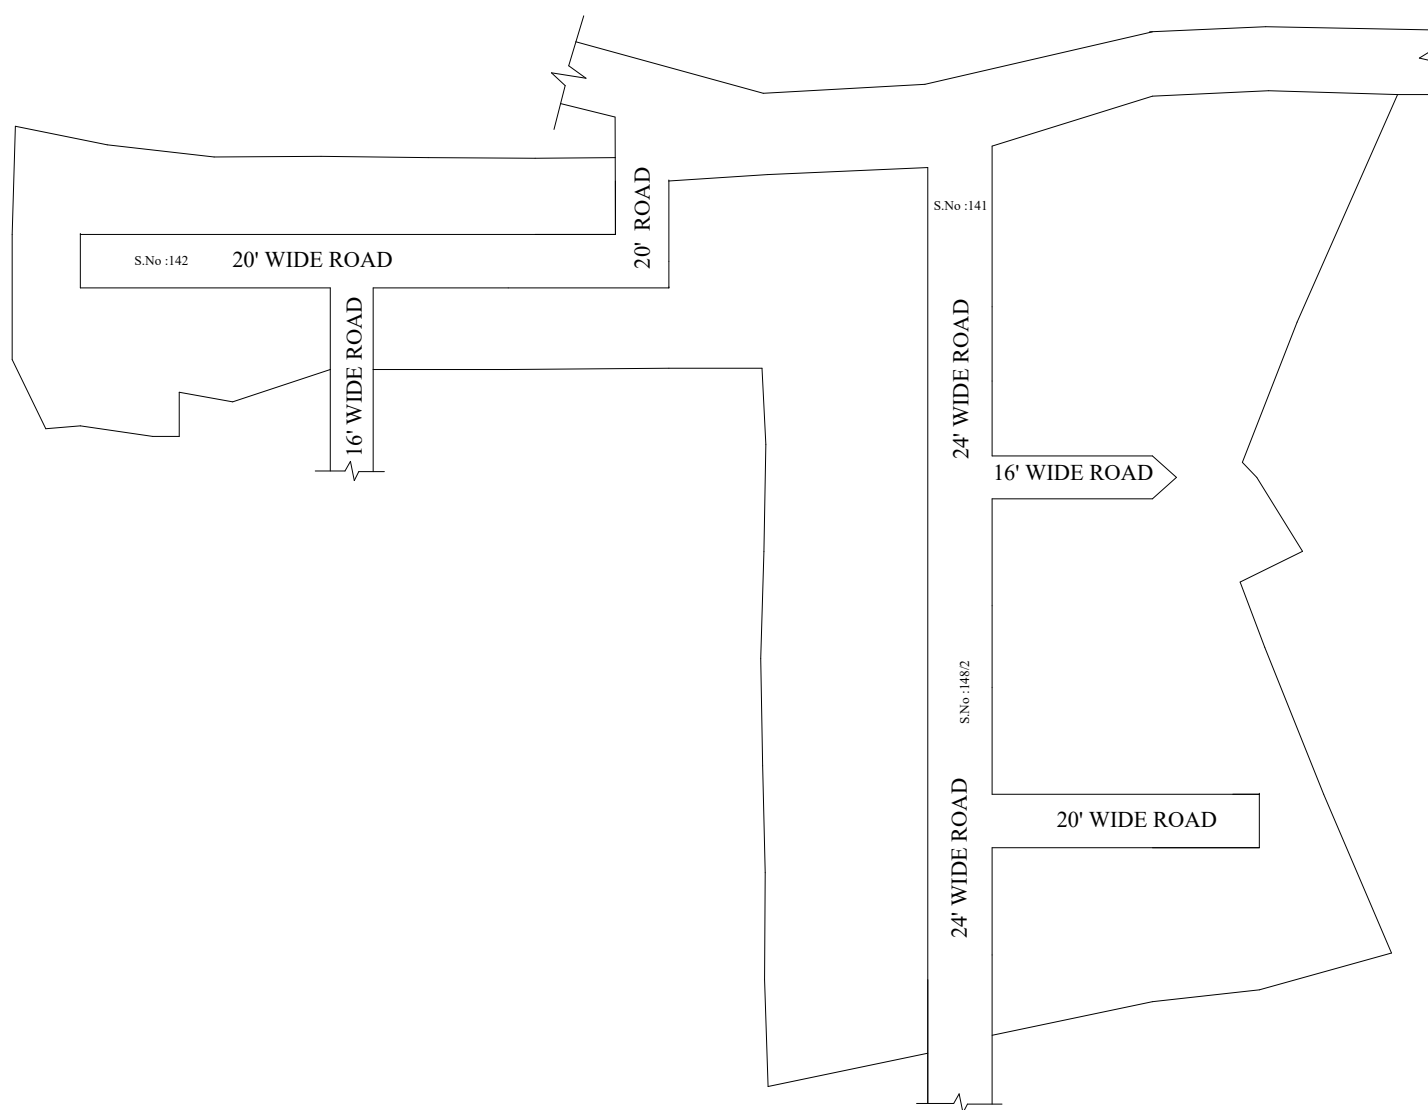 20' ROAD
S.No :141
S.No :142
20' WIDE ROAD
16' WIDE ROAD
24' WIDE ROAD
16' WIDE ROAD
S.No :148/2
24' WIDE ROAD
20' WIDE ROAD